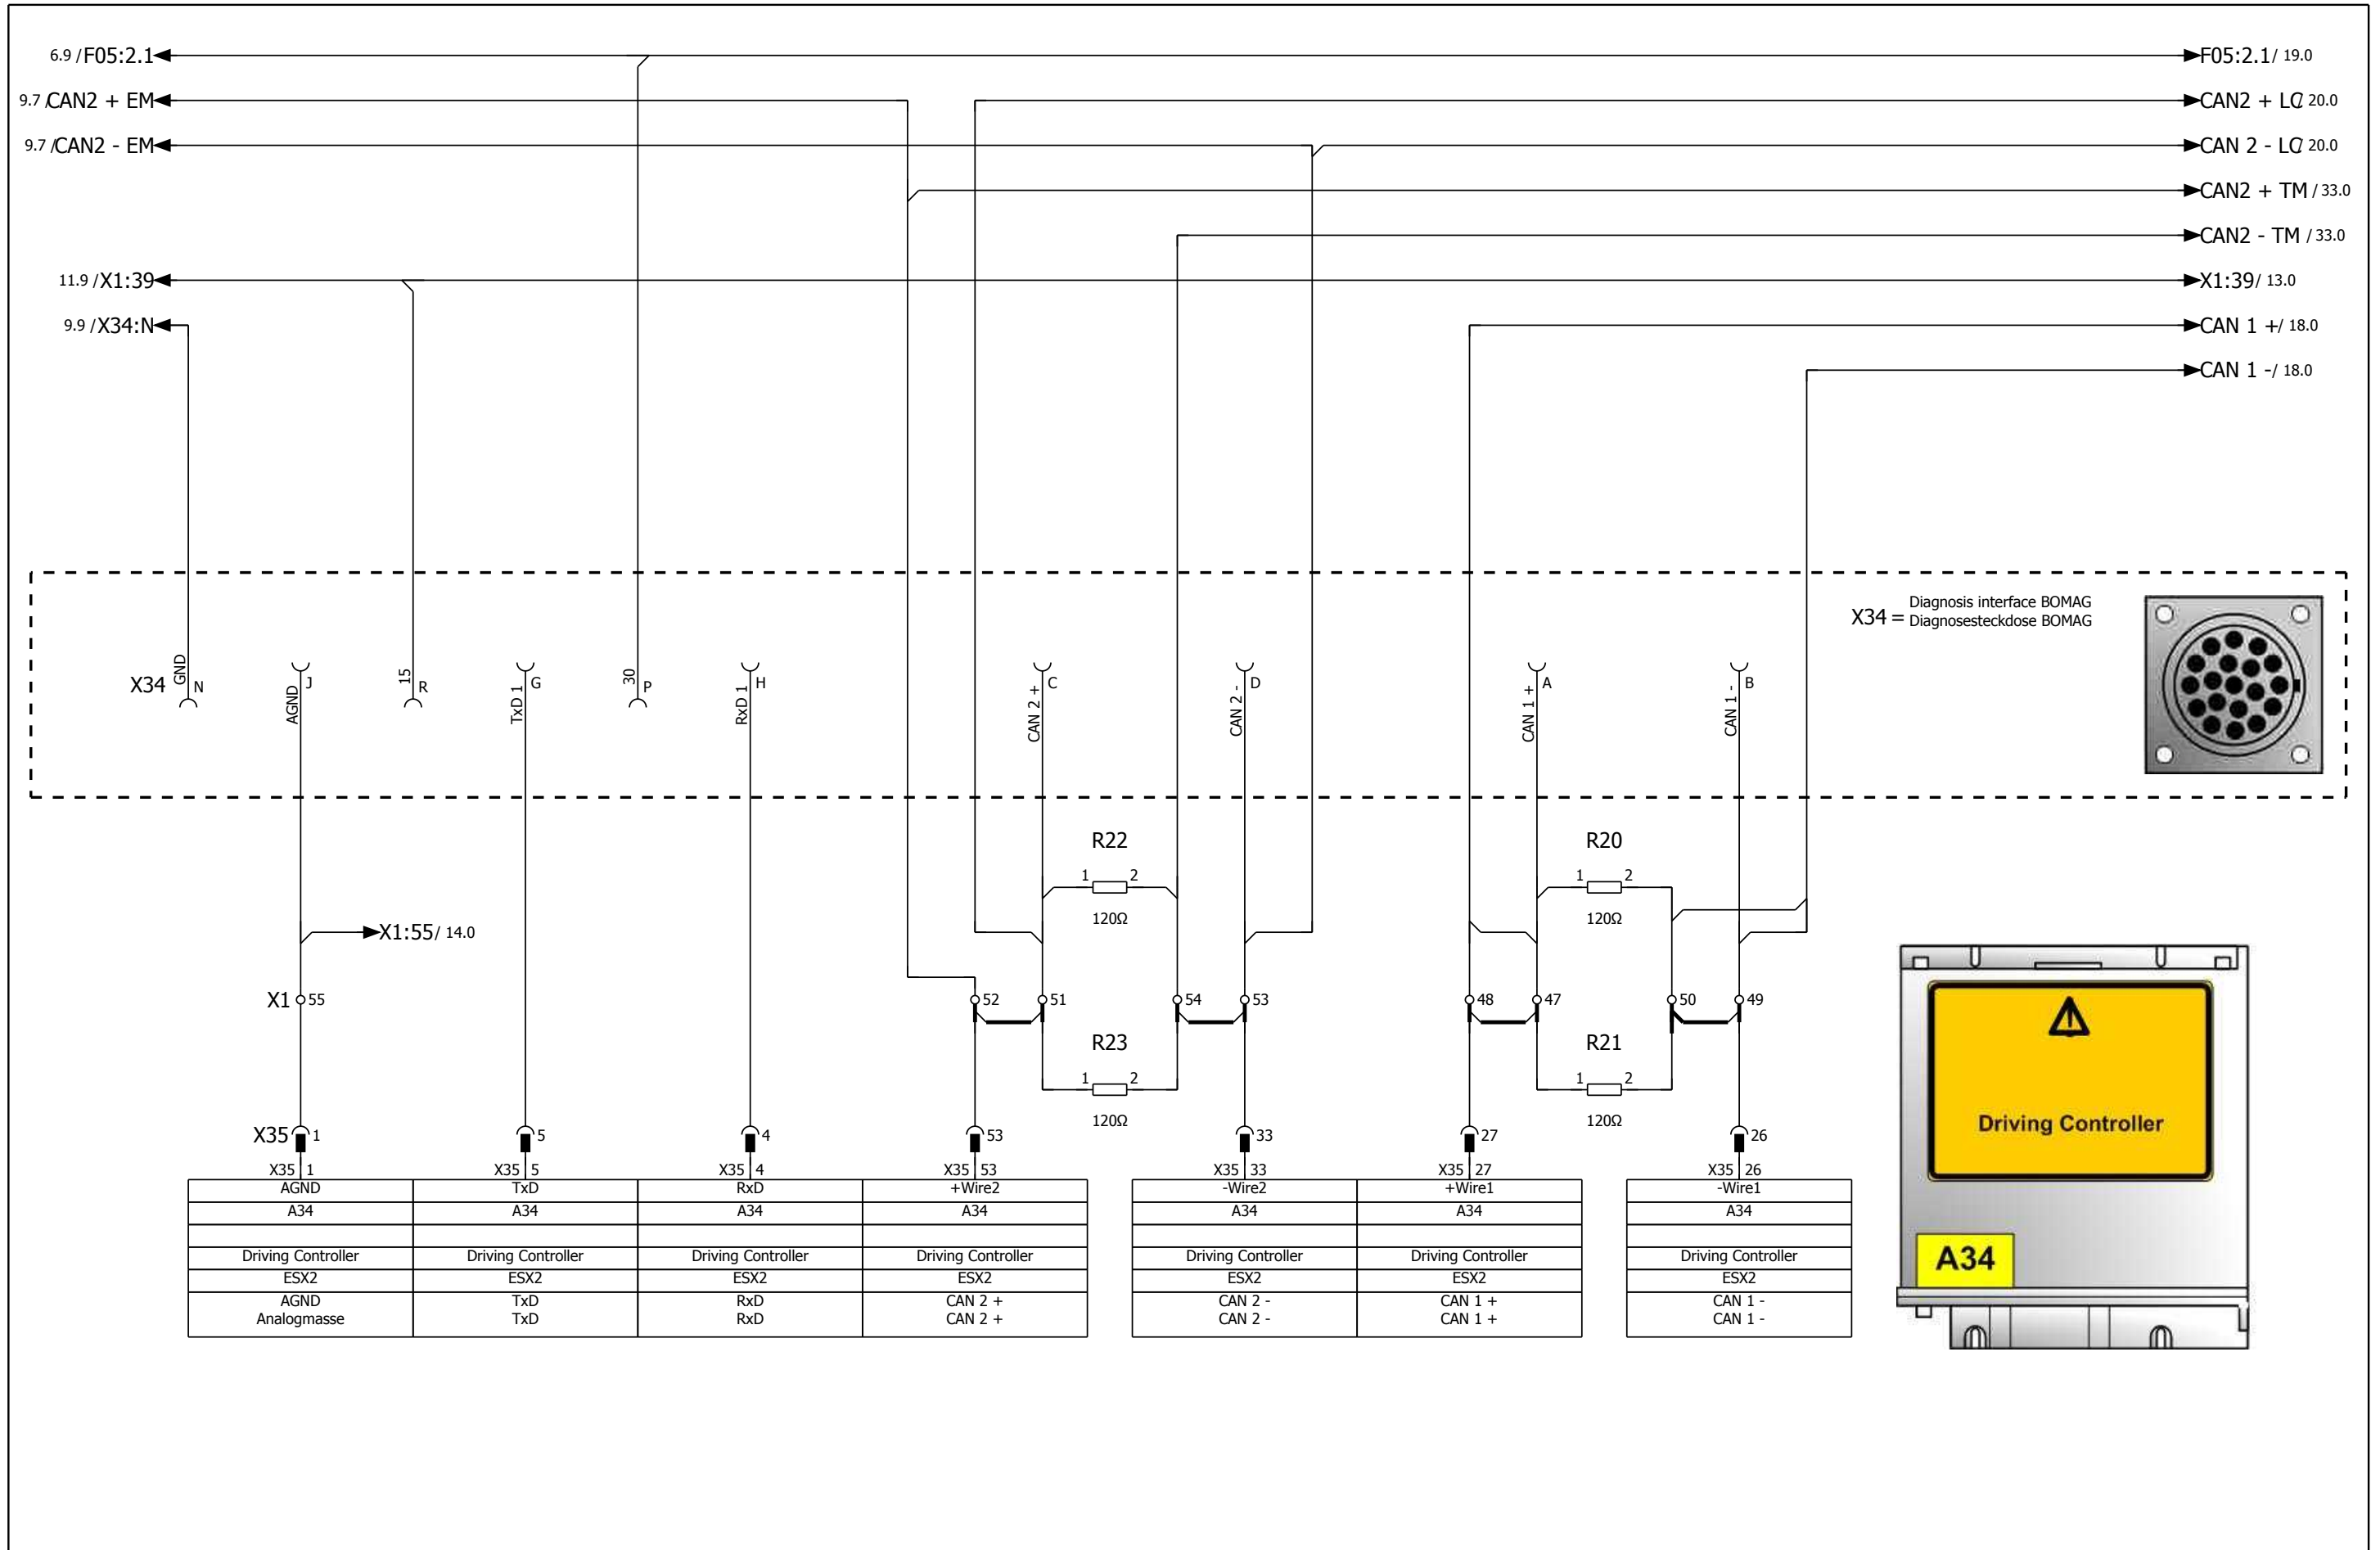 6.9 / F05:2.1
F05:2.1 / 19.0
9.7 / CAN2 + EM
CAN2 + LC / 20.0
9.7 / CAN2 - EM
CAN 2 - LC / 20.0
CAN2 + TM / 33.0
CAN2 - TM / 33.0
11.9 / X1:39
X1:39 / 13.0
9.9 / X34:N
CAN 1 + / 18.0
CAN 1 - / 18.0
X34 =
Diagnosis interface BOMAG
Diagnosesteckdose BOMAG
X34
GND
N
AGND
J
15
R
TxD 1
G
30
P
RxD 1
H
CAN 2 +
C
CAN 2 -
D
CAN 1 +
A
CAN 1 -
B
R22
R20
1 2
1 2
120Ω
120Ω
X1:55 / 14.0
X1 55
52
51
54
53
48
47
50
49
R23
R21
1 2
1 2
120Ω
120Ω
X35 1
5
4
53
33
27
26
X35 1
X35 5
X35 4
X35 53
X35 33
X35 27
X35 26
AGND TxD RxD +Wire2 -Wire2 +Wire1 -Wire1
A34 A34 A34 A34 A34 A34 A34
Driving Controller Driving Controller Driving Controller Driving Controller Driving Controller Driving Controller Driving Controller
ESX2 ESX2 ESX2 ESX2 ESX2 ESX2 ESX2
AGND TxD RxD CAN 2 + CAN 2 - CAN 1 + CAN 1 -
Analogmasse TxD RxD CAN 2 + CAN 2 - CAN 1 + CAN 1 -
Driving Controller
A34